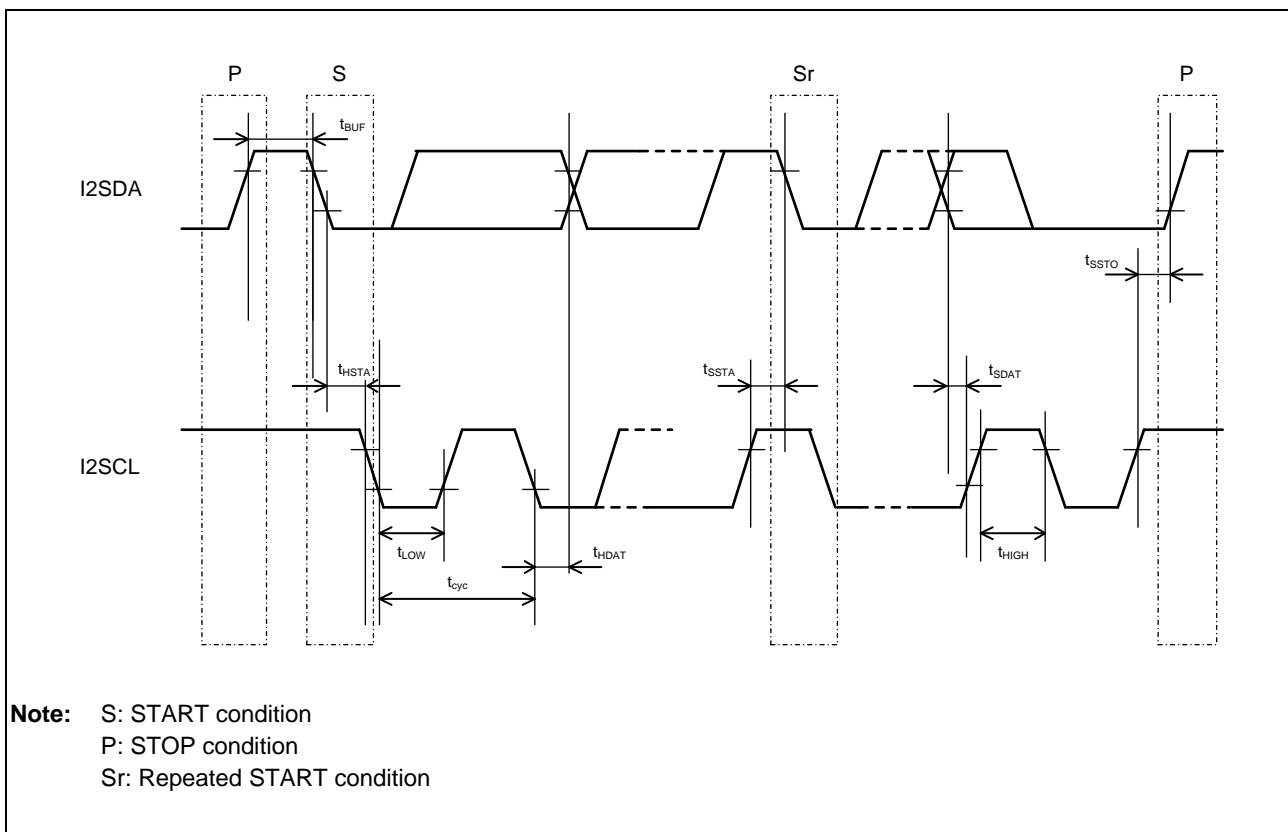 P S Sr P
tBUF
I2SDA
tSSTO
tHSTA tSSTA tSDAT
I2SCL
tLOW tHDAT tHIGH
tcyc
Note: S: START condition
P: STOP condition
Sr: Repeated START condition